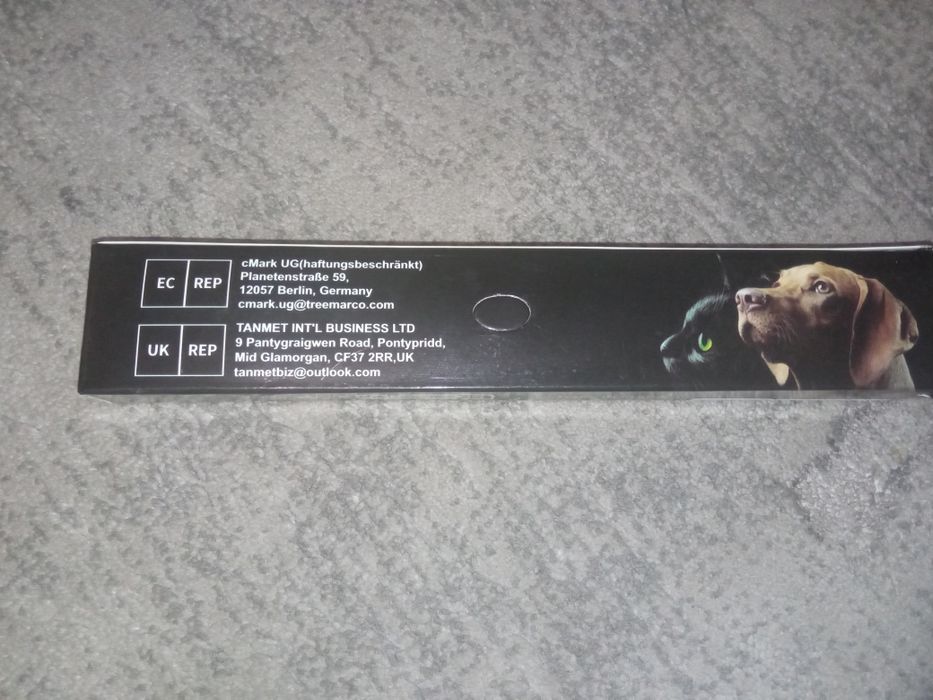 EC REP
cMark UG(haftungsbeschränkt)
Planetenstraße 59,
12057 Berlin, Germany
cmark.ug@treemarco.com
UK REP
TANMET INT'L BUSINESS LTD
9 Pantygraigwen Road, Pontypridd,
Mid Glamorgan, CF37 2RR,UK
tanmetbiz@outlook.com